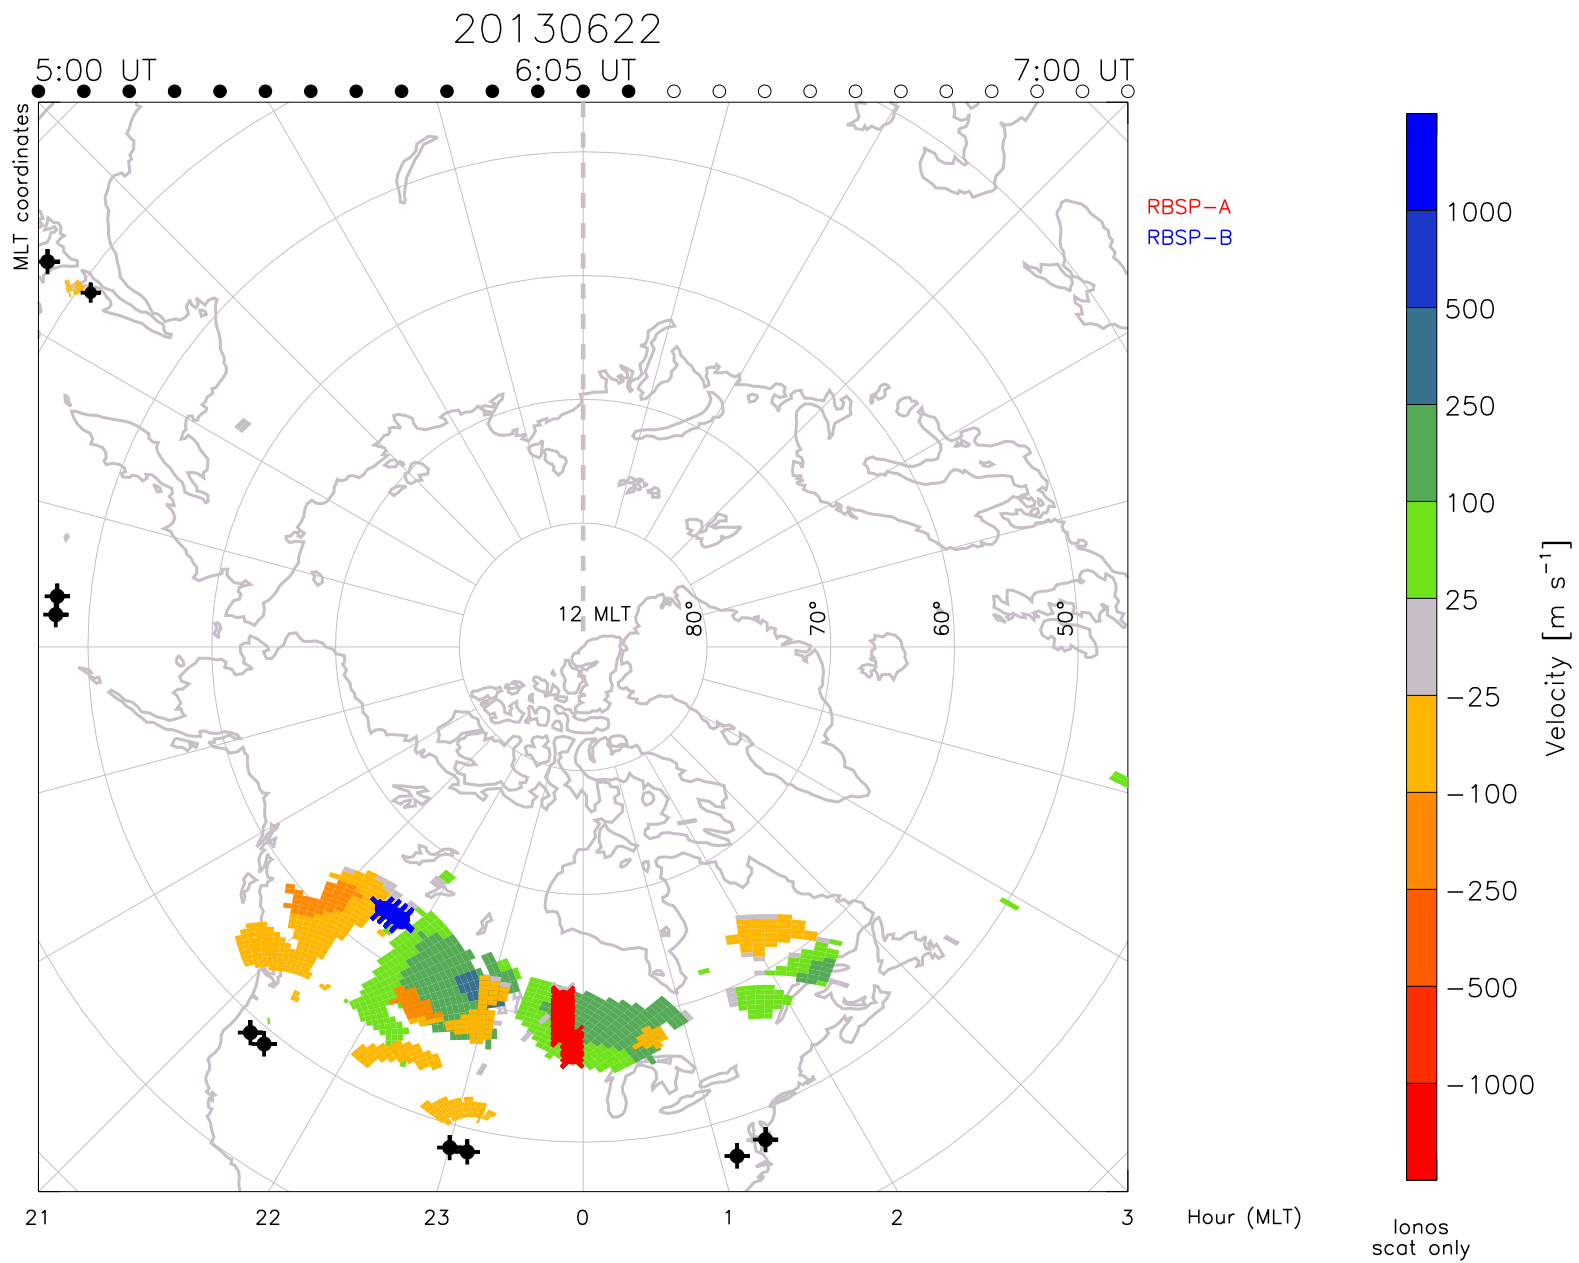 20130622
5:00 UT
6:05 UT
7:00 UT
MLT coordinates
RBSP-A
RBSP-B
12 MLT
80°
70°
60°
50°
1000
500
250
100
25
-25
-100
-250
-500
-1000
Velocity [m s⁻¹]
21
22
23
0
1
2
3
Hour (MLT)
Ionos
scat only